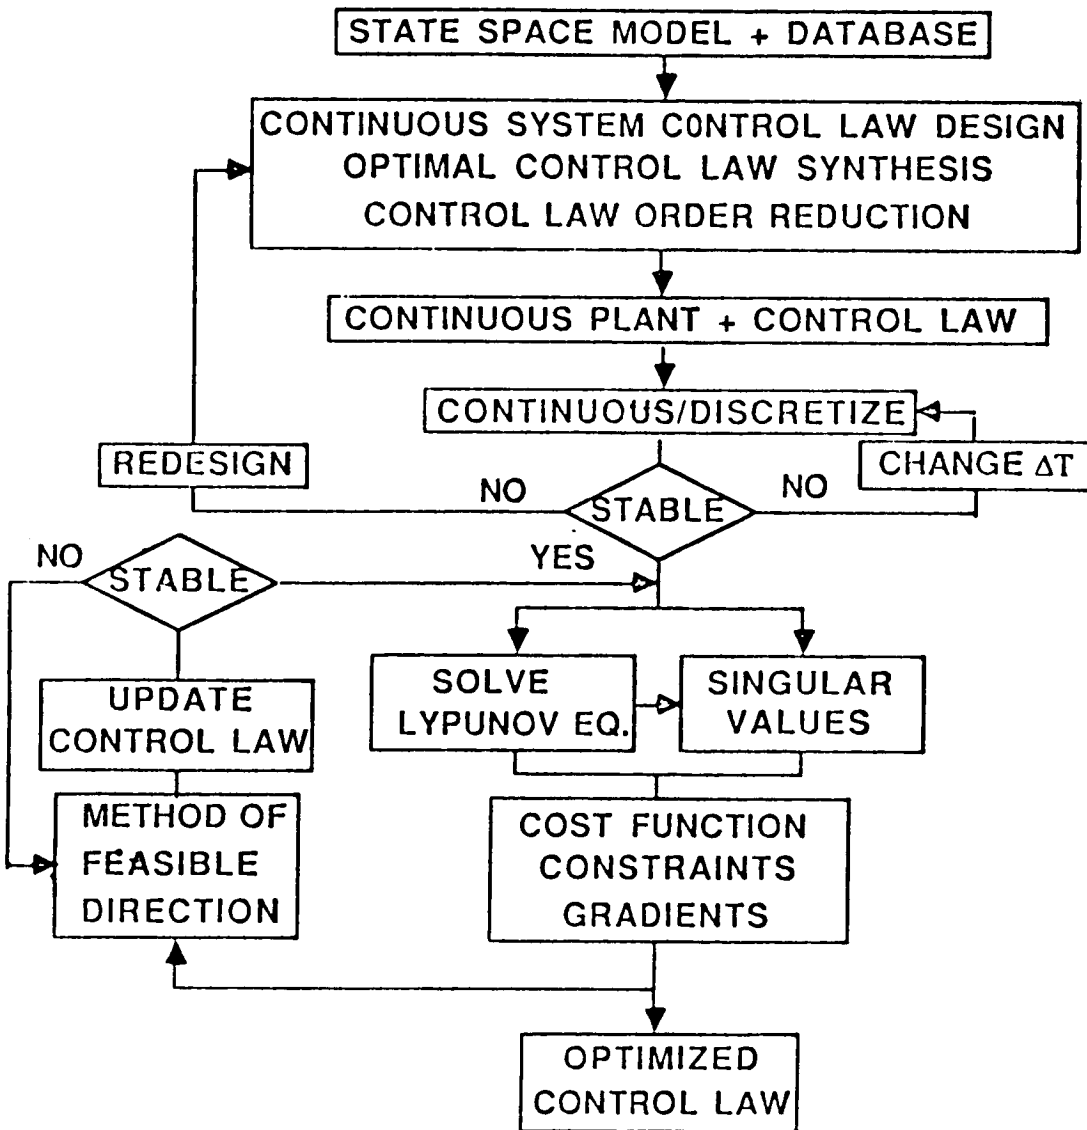 STATE SPACE MODEL + DATABASE
CONTINUOUS SYSTEM CONTROL LAW DESIGN
OPTIMAL CONTROL LAW SYNTHESIS
CONTROL LAW ORDER REDUCTION
CONTINUOUS PLANT + CONTROL LAW
CONTINUOUS/DISCRETIZE
REDESIGN
CHANGE ΔT
NO
STABLE
NO
NO
STABLE
YES
SOLVE
LYPUNOV EQ.
SINGULAR
VALUES
UPDATE
CONTROL LAW
METHOD OF
FEASIBLE
DIRECTION
COST FUNCTION
CONSTRAINTS
GRADIENTS
OPTIMIZED
CONTROL LAW